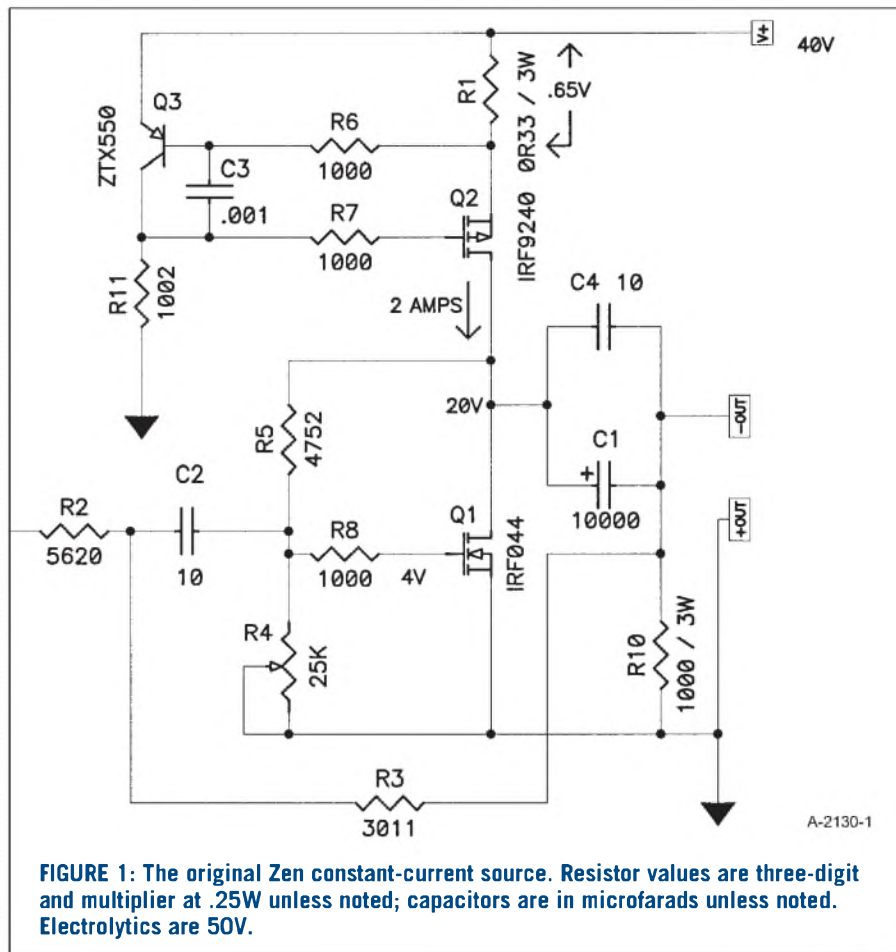 V+
40V
R1
0R33 / 3W
.65V
Q3
ZTX550
R6
1000
C3
.001
Q2
IRF9240
R7
1000
R11
1002
2 AMPS
C4 10
20V
-OUT
R5
4752
C1
+
10000
+OUT
C2
10
R2
5620
R8
1000
4V
Q1
IRF044
R4
25K
R10
1000 / 3W
R3
3011
A-2130-1
FIGURE 1: The original Zen constant-current source. Resistor values are three-digit
and multiplier at .25W unless noted; capacitors are in microfarads unless noted.
Electrolytics are 50V.